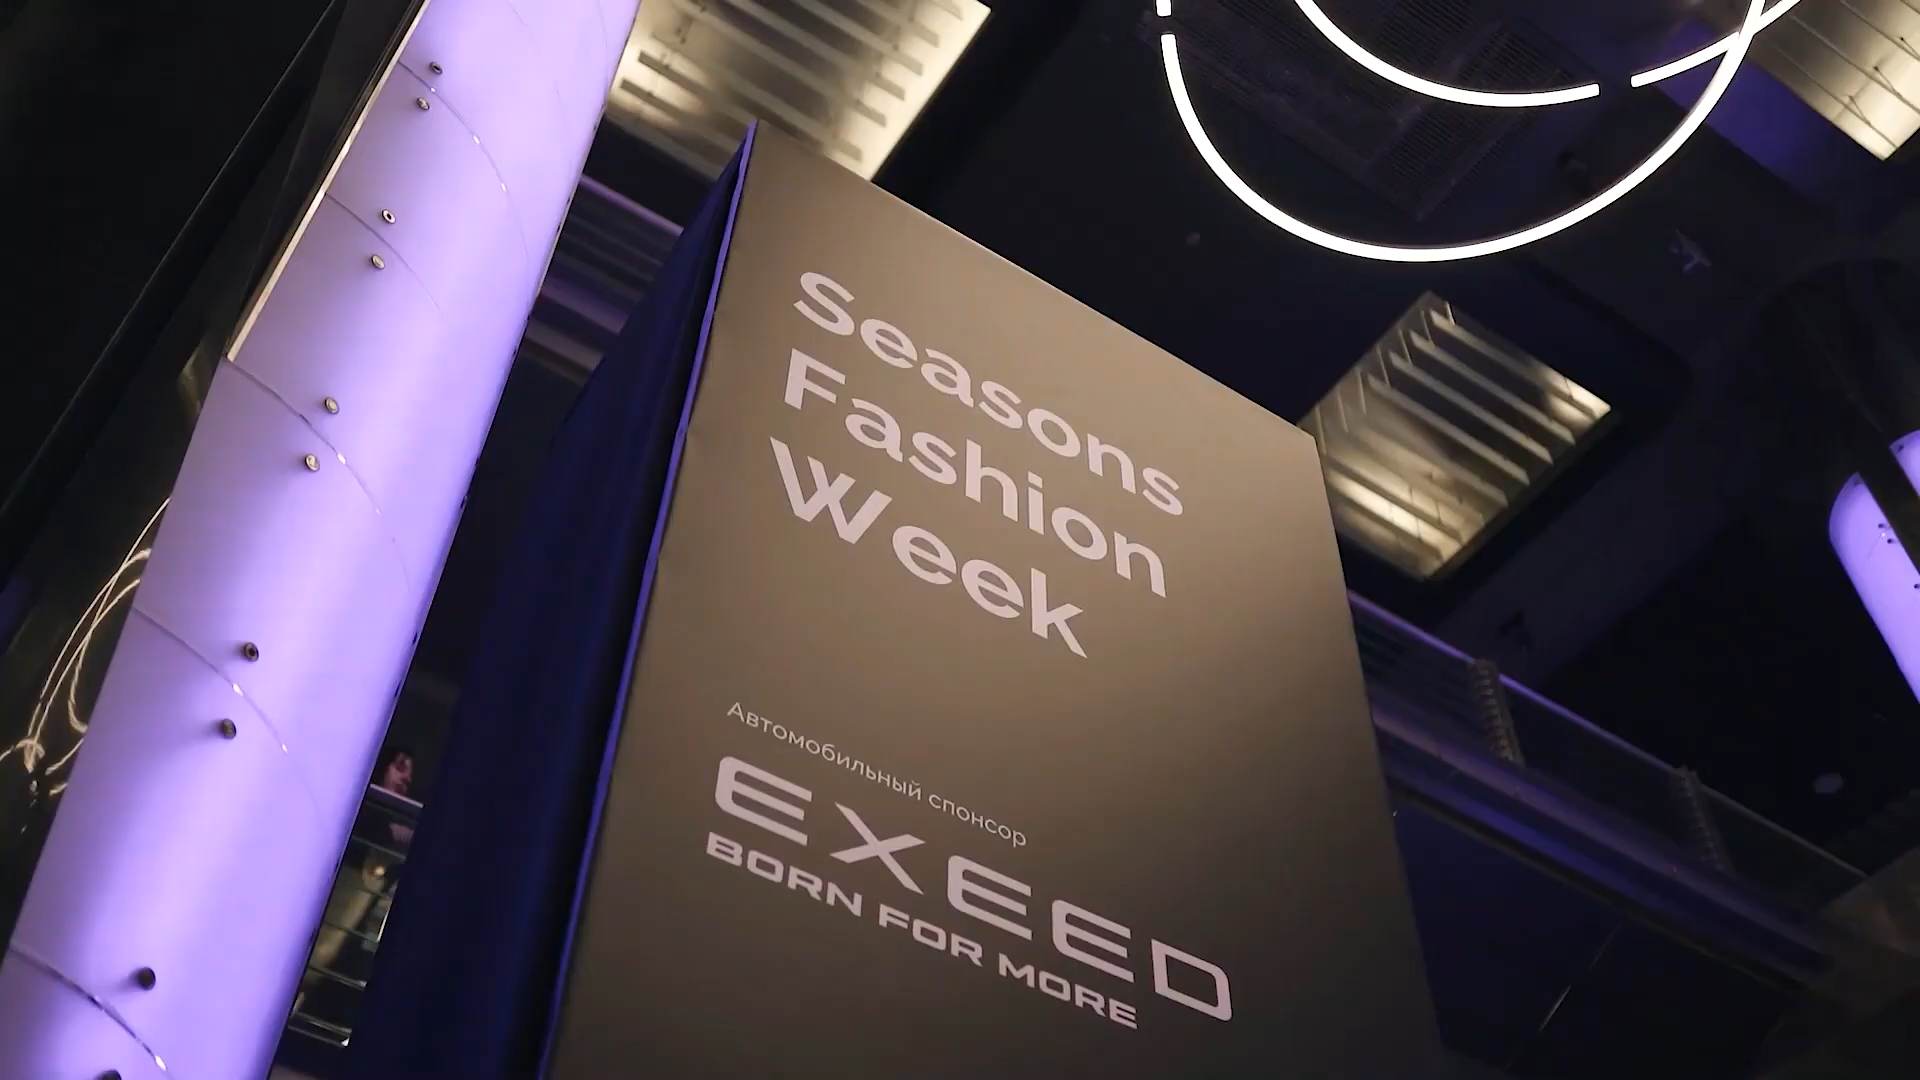 Seasons
Fashion
Week
Автомобильный спонсор
EXEED
BORN FOR MORE